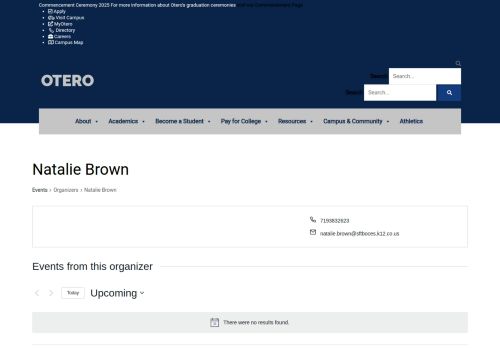 Commencement Ceremony 2025 For more information about Otero's graduation ceremonies visit our Commencement Page
Apply
Visit Campus
MyOtero
Directory
Careers
Campus Map
Search Search...
Search Search...
OTERO
About Academics Become a Student Pay for College Resources Campus & Community Athletics
Natalie Brown
Events › Organizers › Natalie Brown
7193832623
natalie.brown@sftboces.k12.co.us
Events from this organizer
Today Upcoming
There were no results found.